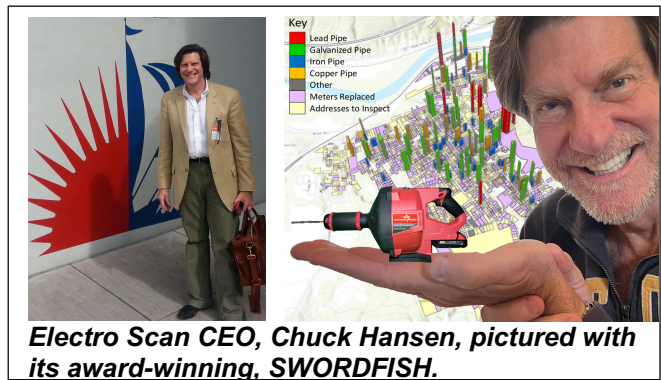 Key
Lead Pipe
Galvanized Pipe
Iron Pipe
Copper Pipe
Other
Meters Replaced
Addresses to Inspect
Electro Scan CEO, Chuck Hansen, pictured with
its award-winning, SWORDFISH.